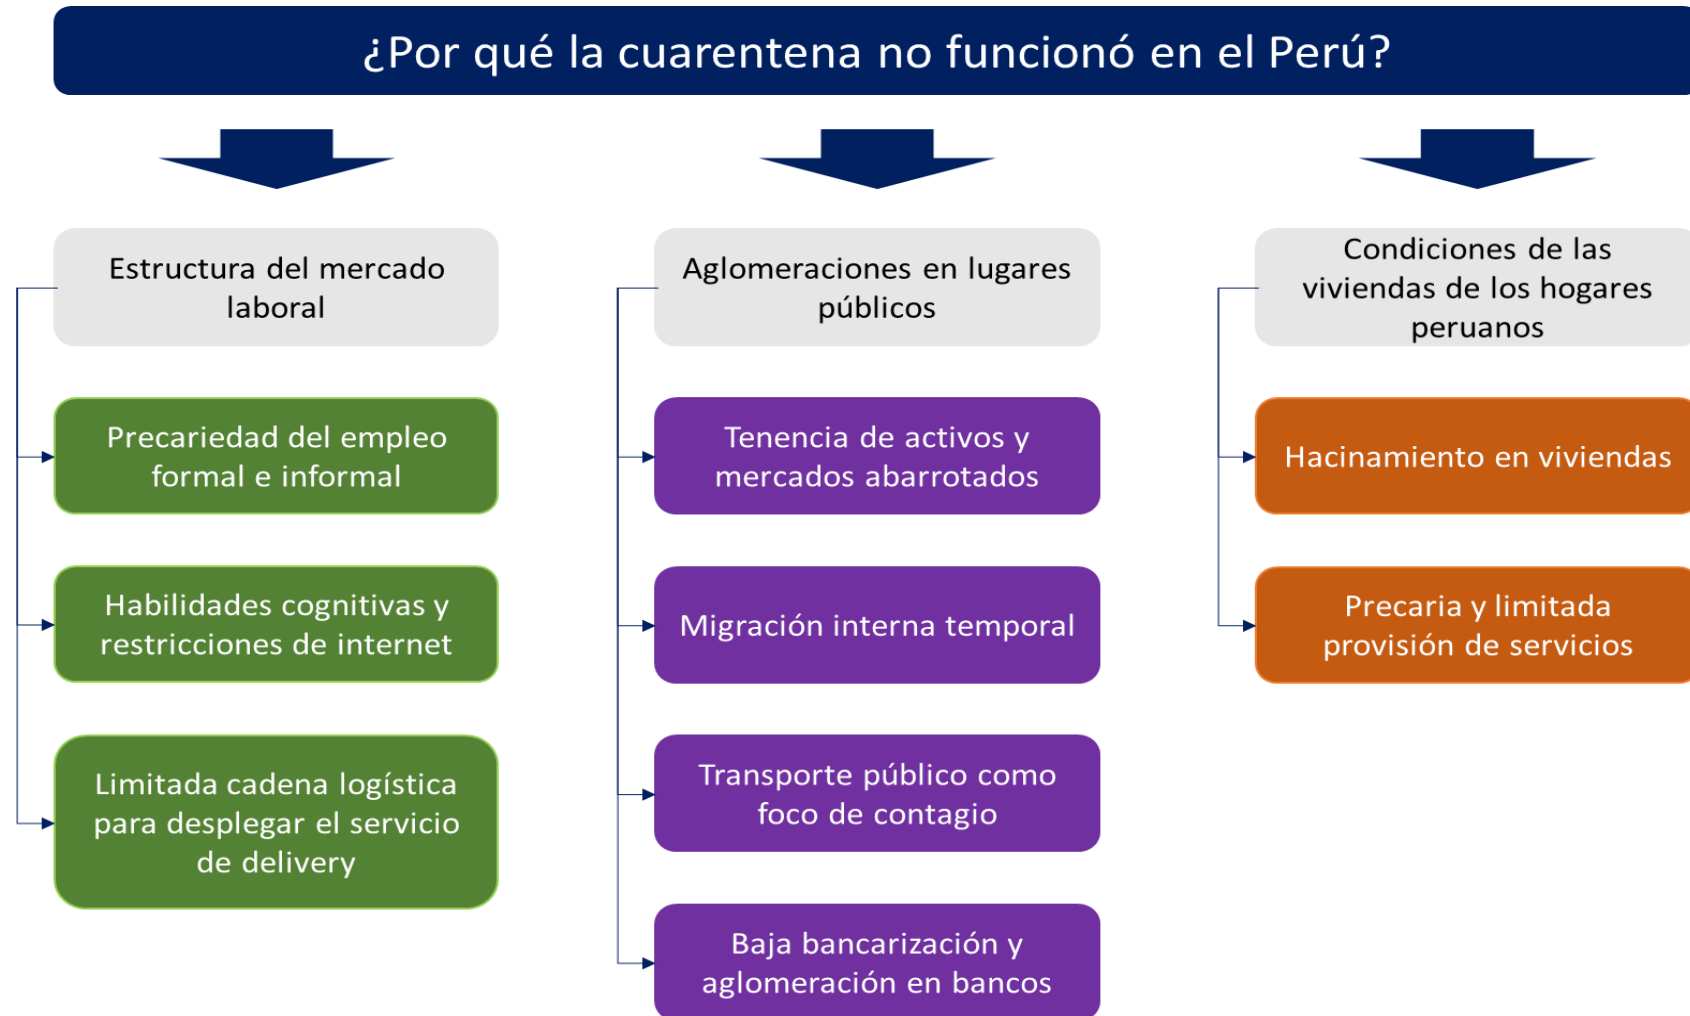 ¿Por qué la cuarentena no funcionó en el Perú?
Estructura del mercado
laboral
Precariedad del empleo
formal e informal
Habilidades cognitivas y
restricciones de internet
Limitada cadena logística
para desplegar el servicio
de delivery
Aglomeraciones en lugares
públicos
Tenencia de activos y
mercados abarrotados
Migración interna temporal
Transporte público como
foco de contagio
Baja bancarización y
aglomeración en bancos
Condiciones de las
viviendas de los hogares
peruanos
Hacinamiento en viviendas
Precaria y limitada
provisión de servicios